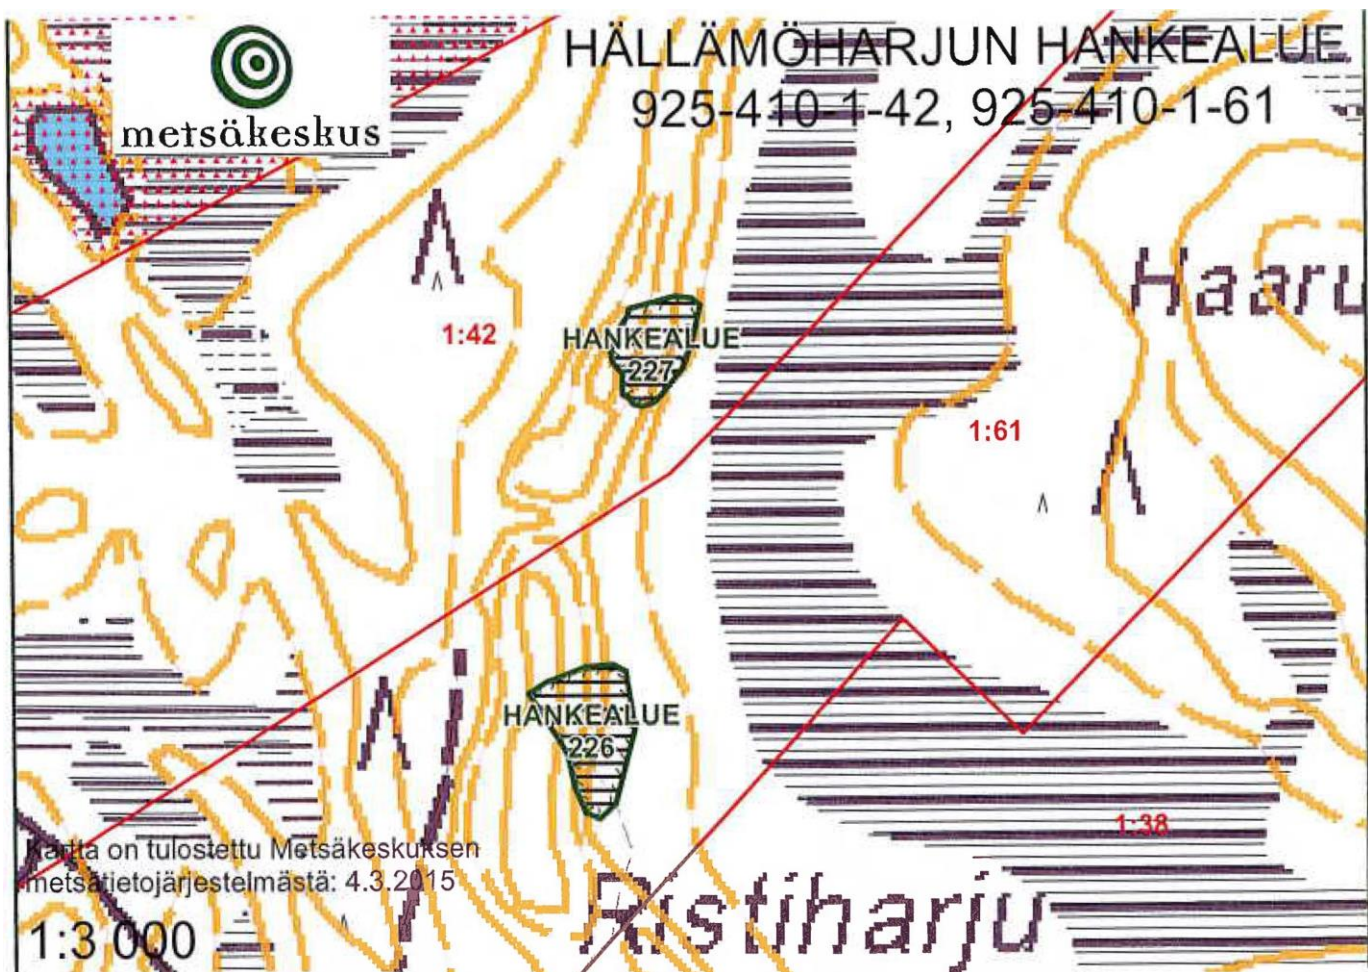 metsäkeskus
HÄLLÄMÖHARJUN HANKEALUE
925-410-1-42, 925-410-1-61
Haaru
1:42
HANKEALUE
227
1:61
HANKEALUE
226
1:38
Kartta on tulostettu Metsäkeskuksen
metsätietojärjestelmästä: 4.3.2015
Ristiharju
1:3 000